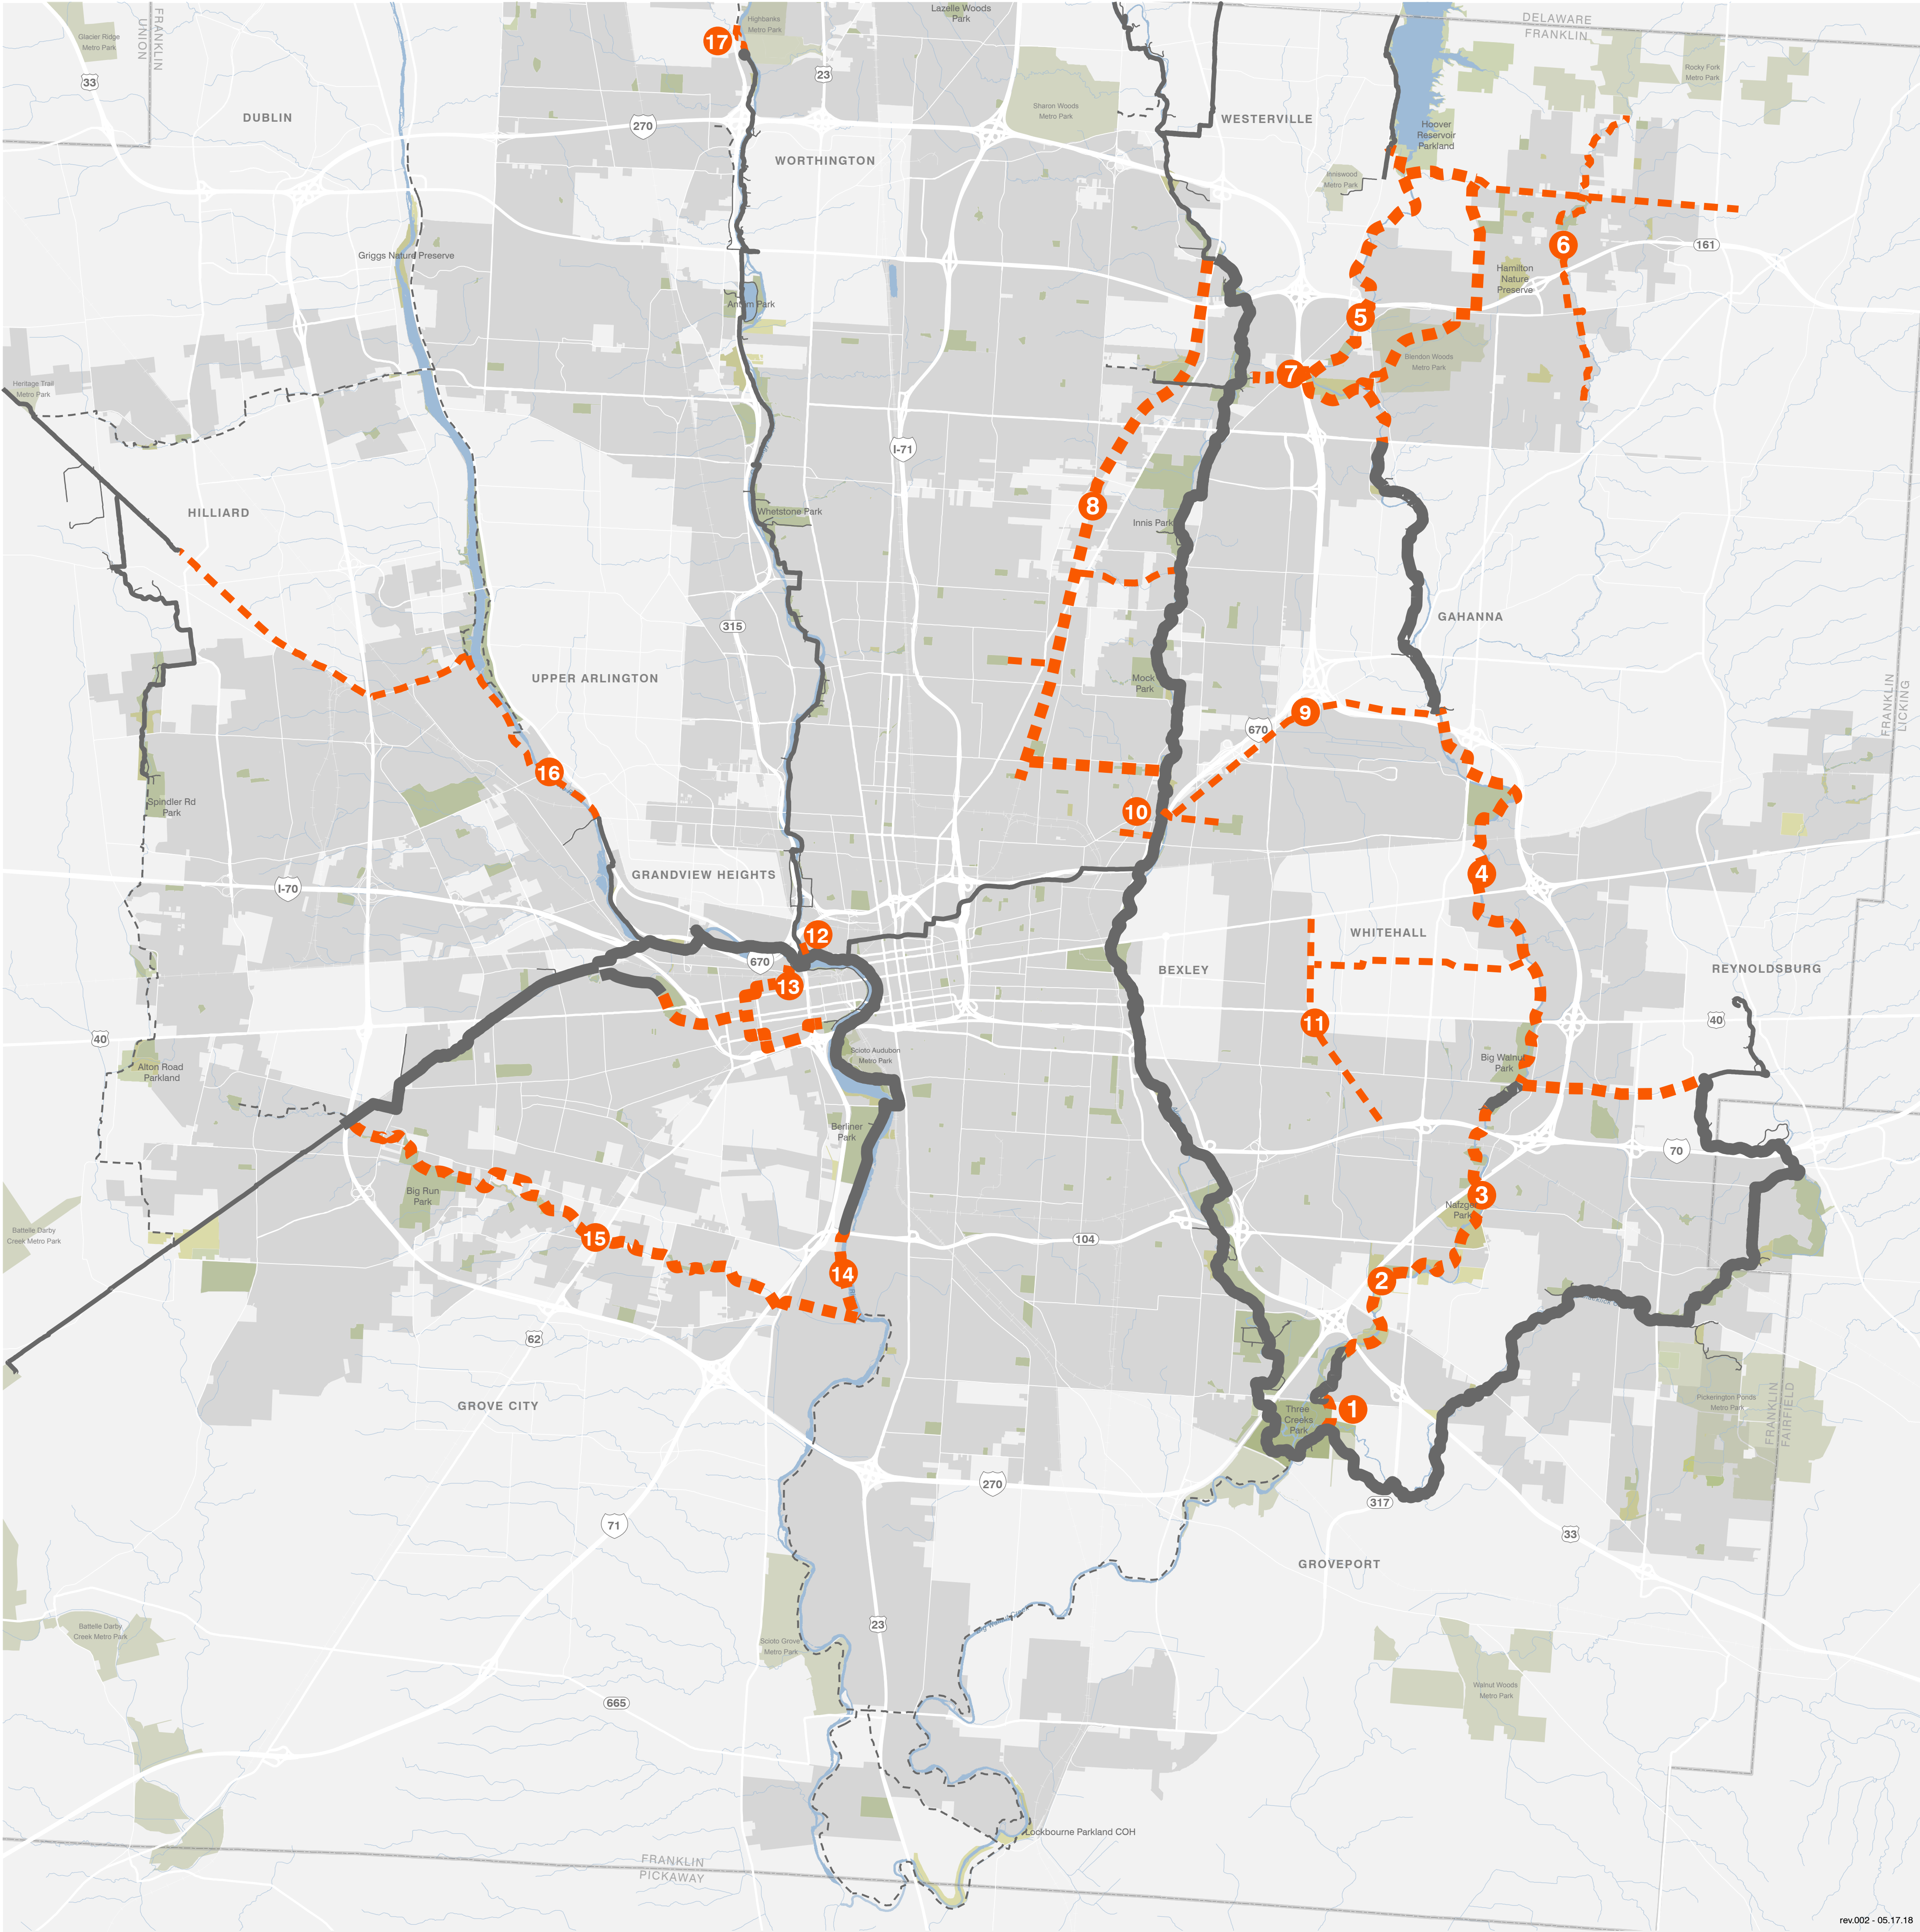 17
Highbanks
Metro Park
Lazelle Woods
Park
DELAWARE
FRANKLIN
UNION
FRANKLIN
Glacier Ridge
Metro Park
33
23
Rocky Fork
Metro Park
DUBLIN
270
Sharon Woods
Metro Park
WESTERVILLE
Hoover
Reservoir
Parkland
WORTHINGTON
Inniswood
Metro Park
6
161
Griggs Nature Preserve
Hamilton
Nature
Preserve
Antrim Park
5
Blendon Woods
Metro Park
7
Heritage Trail
Metro Park
I-71
8
HILLIARD
Whetstone Park
Innis Park
315
GAHANNA
UPPER ARLINGTON
Mock
Park
FRANKLIN
LICKING
9
670
16
Spindler Rd
Park
10
4
I-70
GRANDVIEW HEIGHTS
12
WHITEHALL
670
BEXLEY
REYNOLDSBURG
13
11
40
40
Scioto Audubon
Metro Park
Big Walnut
Park
Alton Road
Parkland
Berliner
Park
70
Big Run
Park
3
Natzger
Park
Battelle Darby
Creek Metro Park
15
104
14
2
62
Pickerington Ponds
Metro Park
FRANKLIN
FAIRFIELD
GROVE CITY
Three
Creeks
Park
1
270
317
71
33
GROVEPORT
23
Battelle Darby
Creek Metro Park
Scioto Grove
Metro Park
Walnut Woods
Metro Park
665
Lockbourne Parkland COH
FRANKLIN
PICKAWAY
rev.002 - 05.17.18